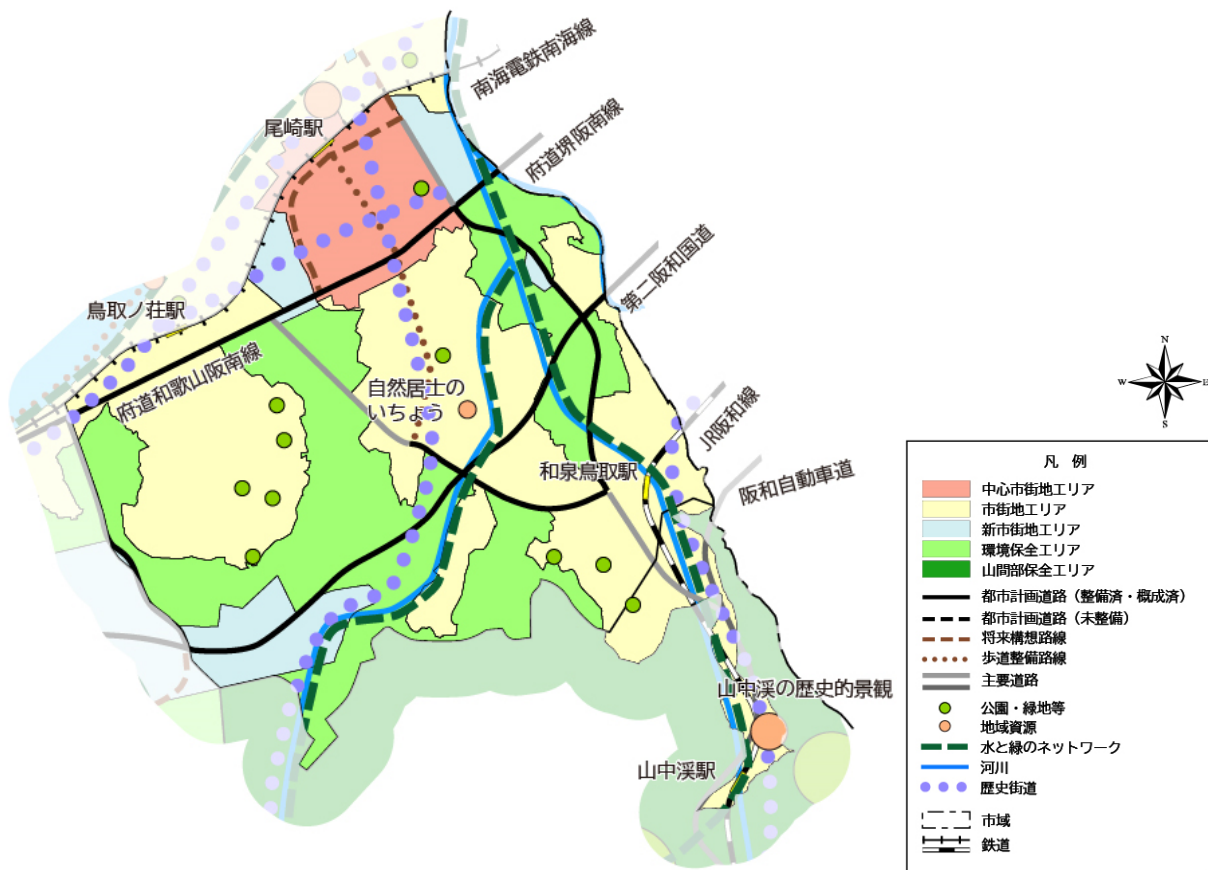 南海電鉄南海線
尾崎駅
府道堺阪南線
第二阪和国道
鳥取ノ荘駅
府道和歌山阪南線
自然居士の
いちょう
和泉鳥取駅
JR阪和線
阪和自動車道
山中渓の歴史的景観
山中渓駅
N
W
E
S
凡 例
中心市街地エリア
市街地エリア
新市街地エリア
環境保全エリア
山間部保全エリア
都市計画道路（整備済・概成済）
都市計画道路（未整備）
将来構想路線
歩道整備路線
主要道路
公園・緑地等
地域資源
水と緑のネットワーク
河川
歴史街道
市域
鉄道